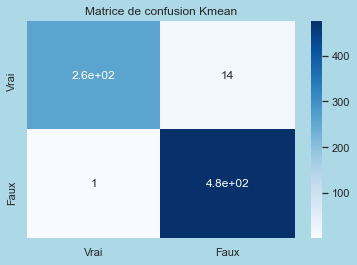 Matrice de confusion Kmean
Vrai
2.6e+02
14
400
300
Faux
1
4.8e+02
200
100
Vrai
Faux